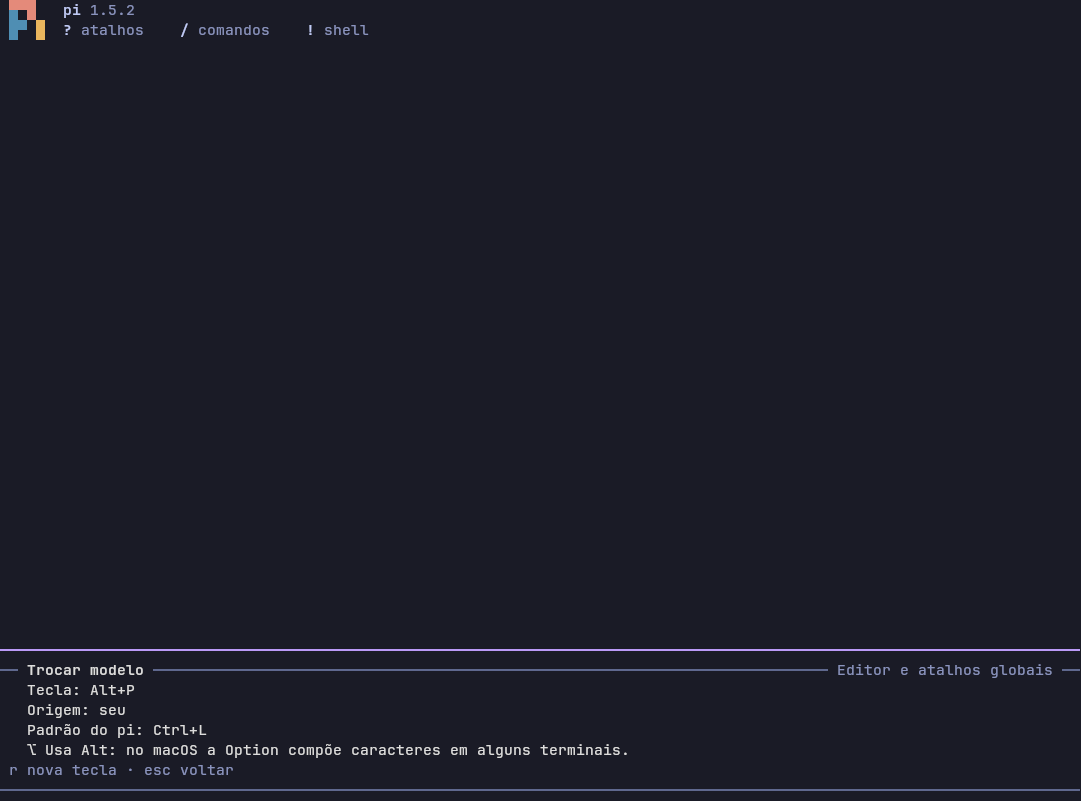 pi 1.5.2
? atalhos / comandos ! shell
Trocar modelo Editor e atalhos globais
Tecla: Alt+P
Origem: seu
Padrão do pi: Ctrl+L
⌥ Usa Alt: no macOS a Option compõe caracteres em alguns terminais.
r nova tecla · esc voltar